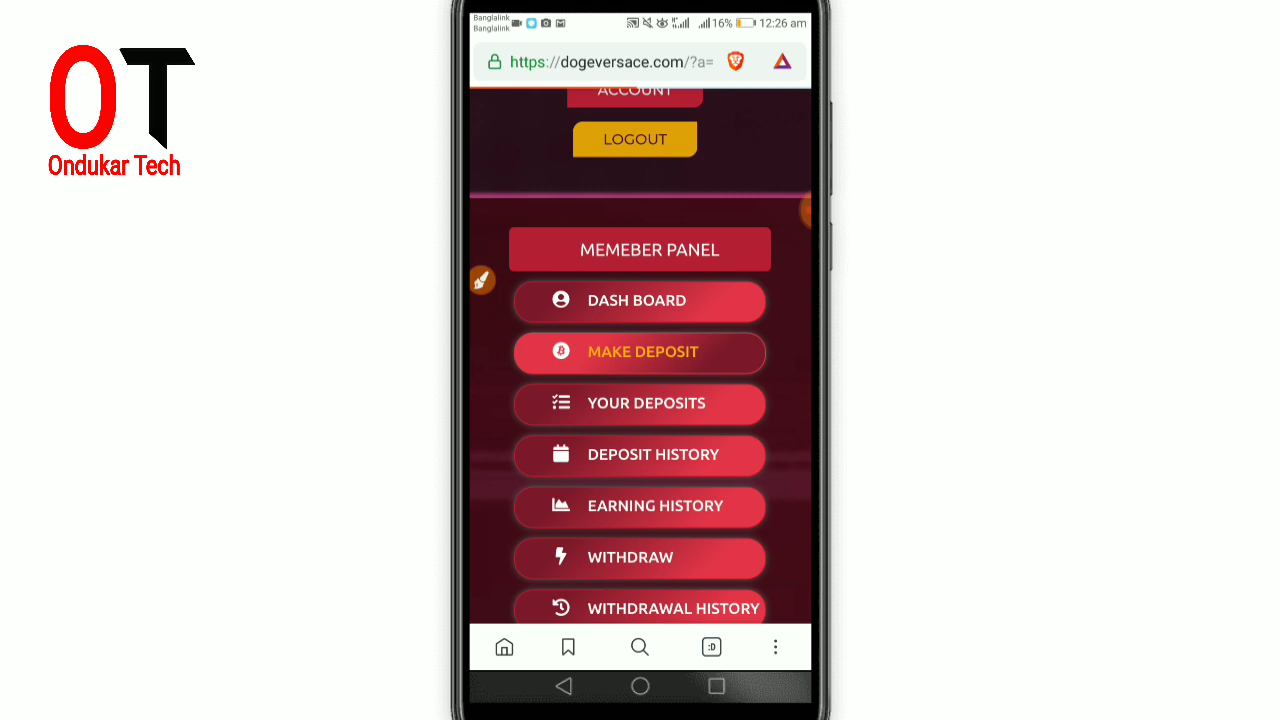 OT
Ondukar Tech
Banglalink
Banglalink
16% 12:26 am
https://dogeversace.com/?a=
ACCOUNT
LOGOUT
MEMEBER PANEL
DASH BOARD
MAKE DEPOSIT
YOUR DEPOSITS
DEPOSIT HISTORY
EARNING HISTORY
WITHDRAW
WITHDRAWAL HISTORY
:D